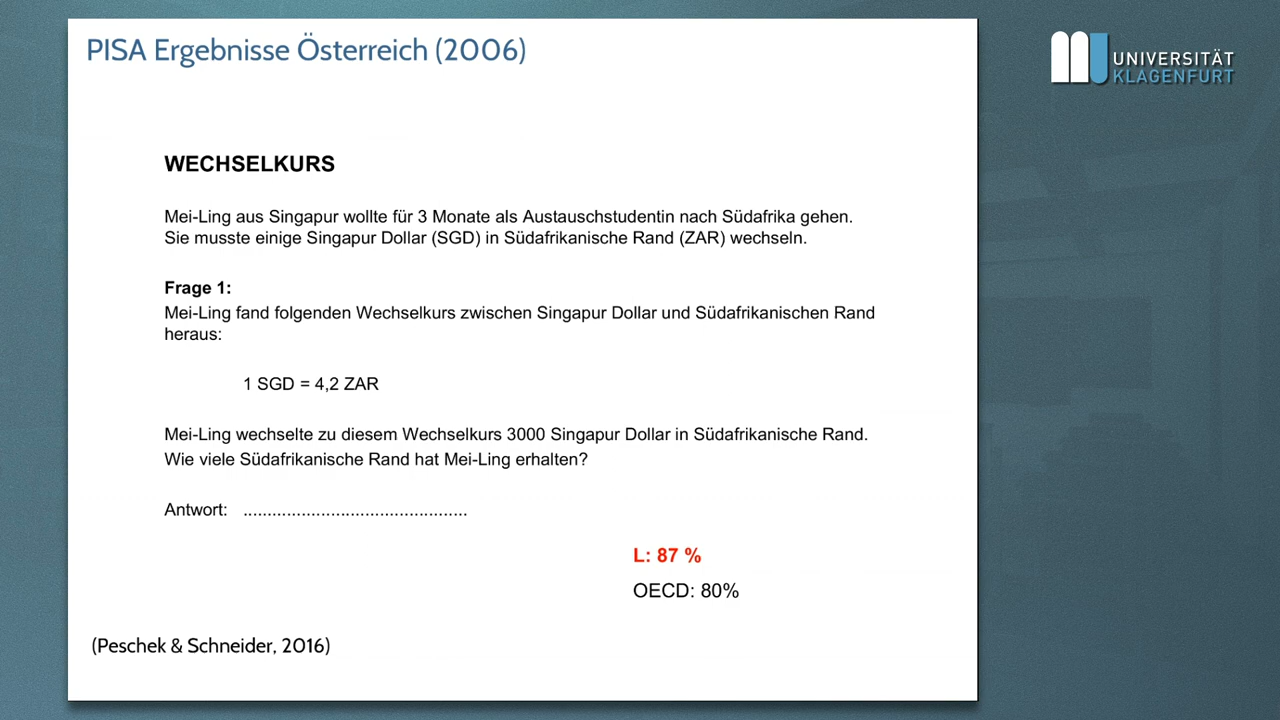 PISA Ergebnisse Österreich (2006)
UNIVERSITÄT
KLAGENFURT
WECHSELKURS
Mei-Ling aus Singapur wollte für 3 Monate als Austauschstudentin nach Südafrika gehen.
Sie musste einige Singapur Dollar (SGD) in Südafrikanische Rand (ZAR) wechseln.
Frage 1:
Mei-Ling fand folgenden Wechselkurs zwischen Singapur Dollar und Südafrikanischen Rand
heraus:
1 SGD = 4,2 ZAR
Mei-Ling wechselte zu diesem Wechselkurs 3000 Singapur Dollar in Südafrikanische Rand.
Wie viele Südafrikanische Rand hat Mei-Ling erhalten?
Antwort: ..............................................
L: 87 %
OECD: 80%
(Peschek & Schneider, 2016)